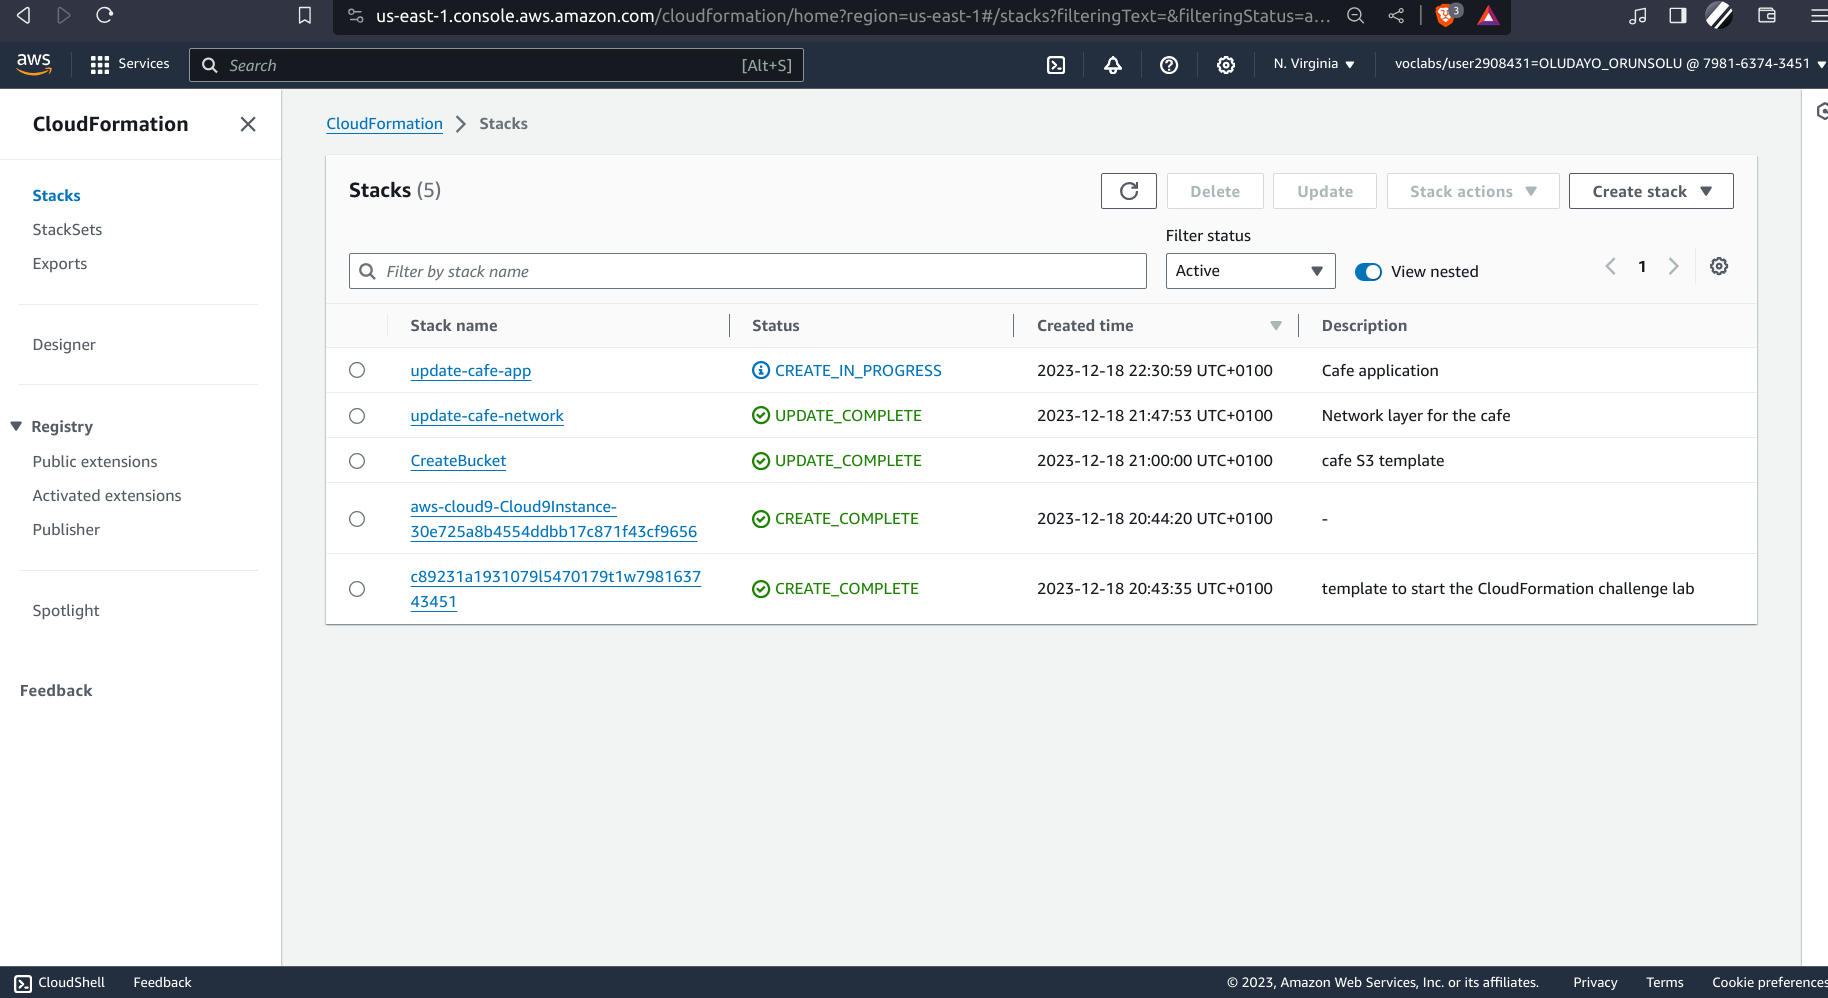 us-east-1.console.aws.amazon.com/cloudformation/home?region=us-east-1#/stacks?filteringText=&filteringStatus=a...
3
aws
Services
Search
[Alt+S]
N. Virginia
voclabs/user2908431=OLUDAYO_ORUNSOLU @ 7981-6374-3451
CloudFormation
Stacks
StackSets
Exports
Designer
Registry
Public extensions
Activated extensions
Publisher
Spotlight
Feedback
CloudFormation
Stacks
Stacks (5)
Delete
Update
Stack actions
Create stack
Filter by stack name
Filter status
Active
View nested
1
Stack name Status Created time Description
update-cafe-app CREATE_IN_PROGRESS 2023-12-18 22:30:59 UTC+0100 Cafe application
update-cafe-network UPDATE_COMPLETE 2023-12-18 21:47:53 UTC+0100 Network layer for the cafe
CreateBucket UPDATE_COMPLETE 2023-12-18 21:00:00 UTC+0100 cafe S3 template
aws-cloud9-Cloud9Instance-
30e725a8b4554ddbb17c871f43cf9656 CREATE_COMPLETE 2023-12-18 20:44:20 UTC+0100 -
c89231a1931079l5470179t1w7981637
43451 CREATE_COMPLETE 2023-12-18 20:43:35 UTC+0100 template to start the CloudFormation challenge lab
CloudShell
Feedback
© 2023, Amazon Web Services, Inc. or its affiliates.
Privacy
Terms
Cookie preferences